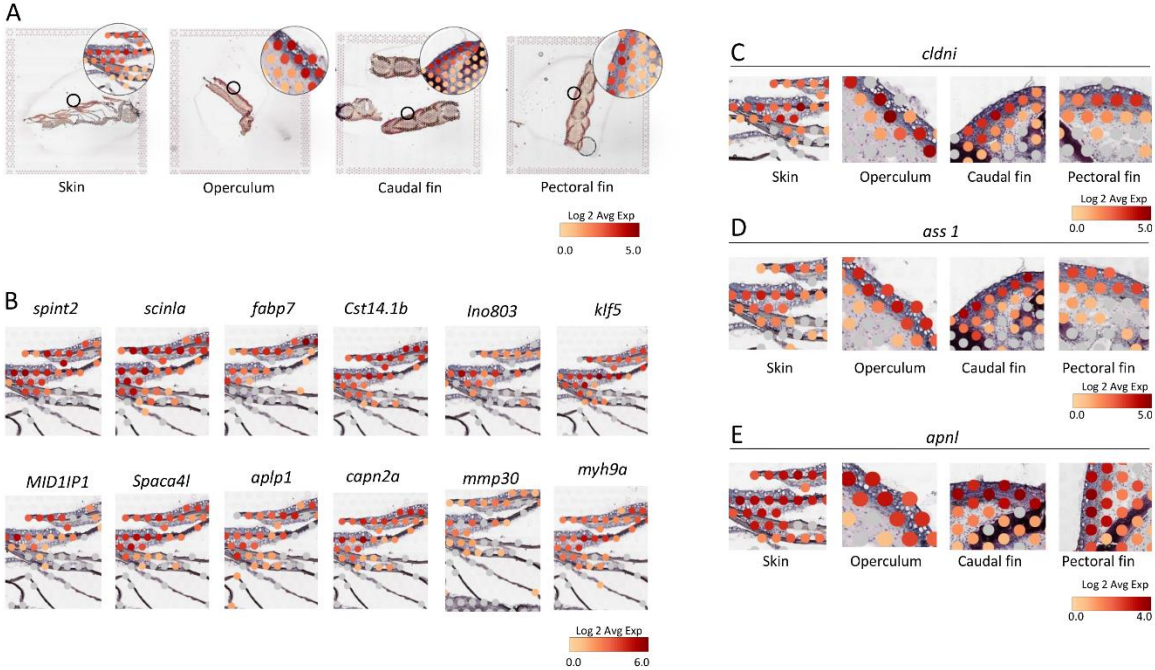 A
Skin
Operculum
Caudal fin
Pectoral fin
Log 2 Avg Exp
0.0
5.0
B
spint2
scinla
fabp7
Cst14.1b
Ino803
klf5
MID1IP1
Spaca4l
aplp1
capn2a
mmp30
myh9a
Log 2 Avg Exp
0.0
6.0
C
cldni
Skin
Operculum
Caudal fin
Pectoral fin
Log 2 Avg Exp
0.0
5.0
D
ass 1
Skin
Operculum
Caudal fin
Pectoral fin
Log 2 Avg Exp
0.0
5.0
E
apnl
Skin
Operculum
Caudal fin
Pectoral fin
Log 2 Avg Exp
0.0
4.0